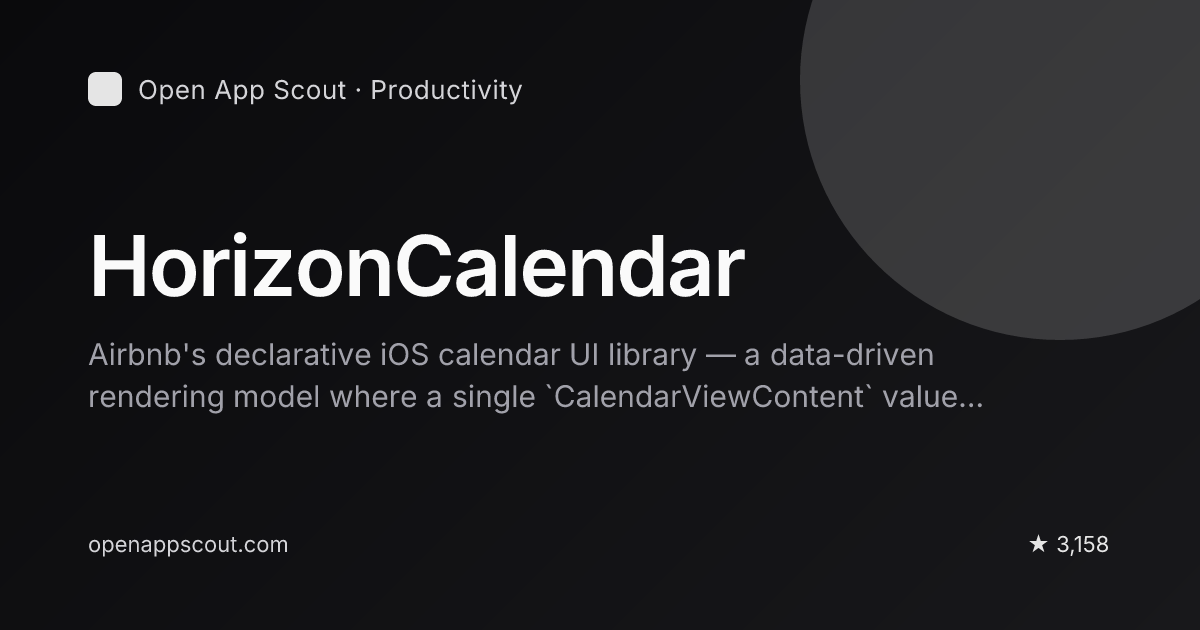 Open App Scout · Productivity
HorizonCalendar
Airbnb's declarative iOS calendar UI library — a data-driven
rendering model where a single `CalendarViewContent` value...
openappscout.com
★ 3,158